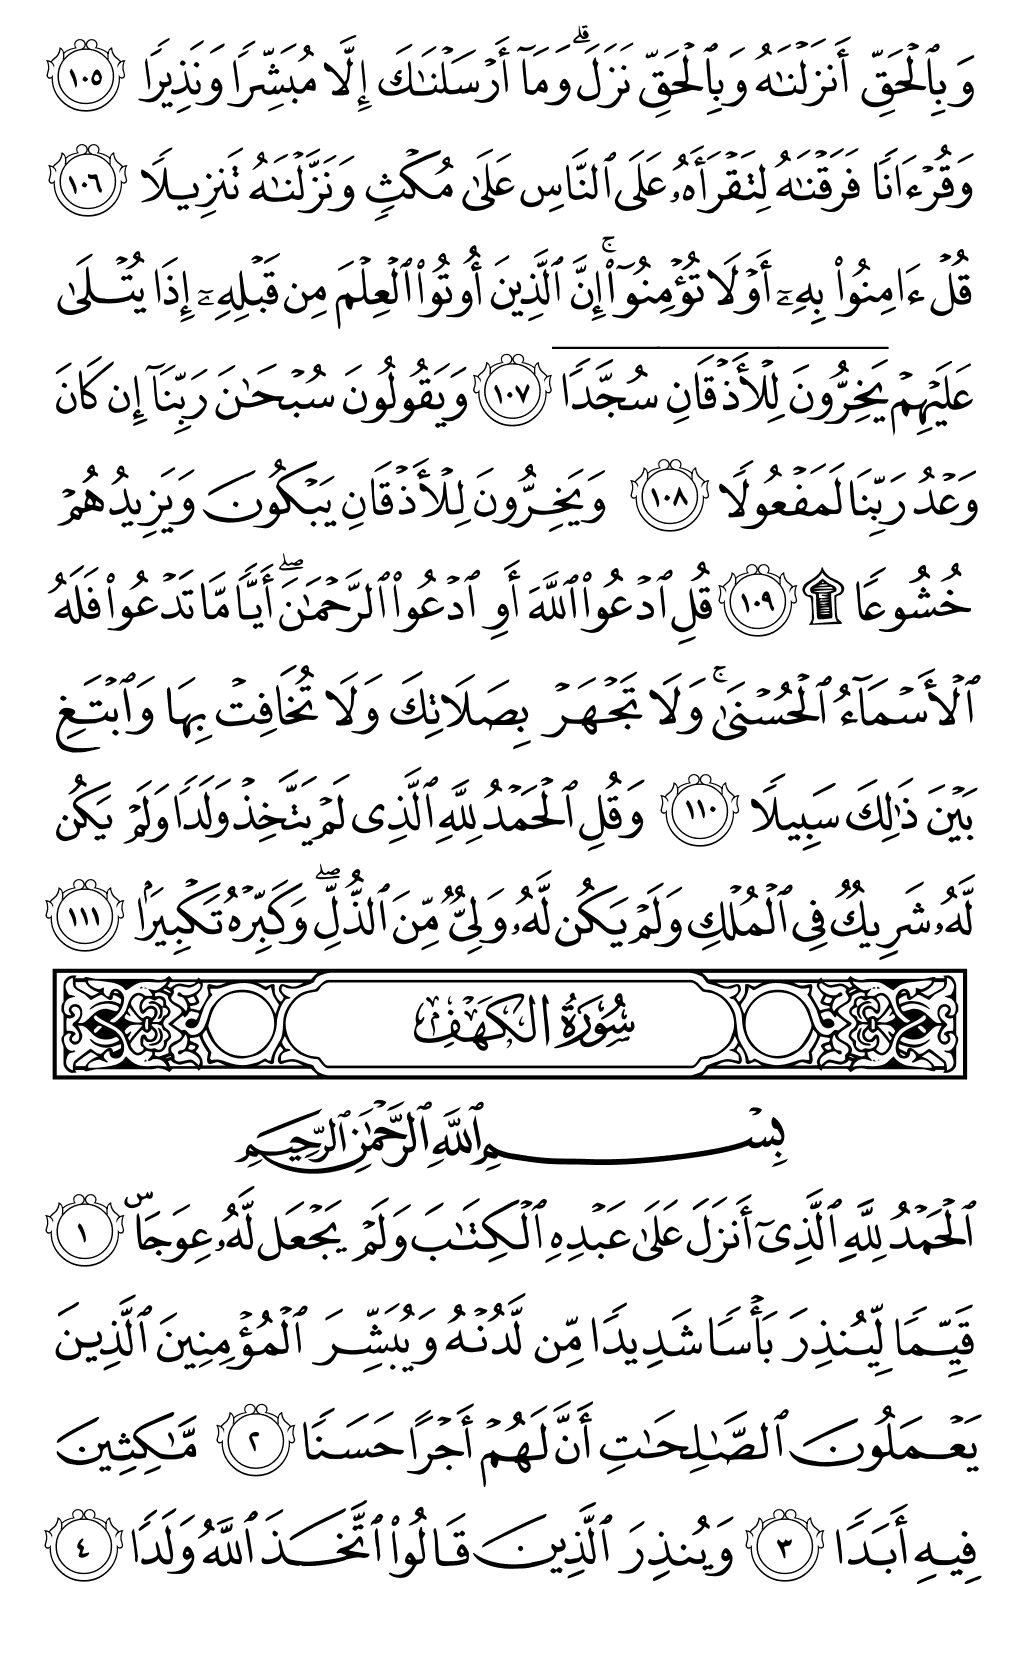 وَبِٱلْحَقِّ أَنزَلْنَٰهُ وَبِٱلْحَقِّ نَزَلَ ۗ وَمَآ أَرْسَلْنَٰكَ إِلَّا مُبَشِّرًا وَنَذِيرًا ١٠٥
وَقُرْءَانًا فَرَقْنَٰهُ لِتَقْرَأَهُۥ عَلَى ٱلنَّاسِ عَلَىٰ مُكْثٍ وَنَزَّلْنَٰهُ تَنزِيلًا ١٠٦
قُلْ ءَامِنُوا۟ بِهِۦٓ أَوْ لَا تُؤْمِنُوٓا۟ ۚ إِنَّ ٱلَّذِينَ أُوتُوا۟ ٱلْعِلْمَ مِن قَبْلِهِۦٓ إِذَا يُتْلَىٰ
عَلَيْهِمْ يَخِرُّونَ لِلْأَذْقَانِ سُجَّدًا ١٠٧ وَيَقُولُونَ سُبْحَٰنَ رَبِّنَآ إِن كَانَ
وَعْدُ رَبِّنَا لَمَفْعُولًا ١٠٨ وَيَخِرُّونَ لِلْأَذْقَانِ يَبْكُونَ وَيَزِيدُهُمْ
خُشُوعًا ۩ ١٠٩ قُلِ ٱدْعُوا۟ ٱللَّهَ أَوِ ٱدْعُوا۟ ٱلرَّحْمَٰنَ ۖ أَيًّا مَّا تَدْعُوا۟ فَلَهُ
ٱلْأَسْمَآءُ ٱلْحُسْنَىٰ ۚ وَلَا تَجْهَرْ بِصَلَاتِكَ وَلَا تُخَافِتْ بِهَا وَٱبْتَغِ
بَيْنَ ذَٰلِكَ سَبِيلًا ١١٠ وَقُلِ ٱلْحَمْدُ لِلَّهِ ٱلَّذِى لَمْ يَتَّخِذْ وَلَدًا وَلَمْ يَكُن
لَّهُۥ شَرِيكٌ فِى ٱلْمُلْكِ وَلَمْ يَكُن لَّهُۥ وَلِىٌّ مِّنَ ٱلذُّلِّ ۖ وَكَبِّرْهُ تَكْبِيرًۢا ١١١
سُورَةُ الكَهْفِ
بِسْمِ ٱللَّهِ ٱلرَّحْمَٰنِ ٱلرَّحِيمِ
ٱلْحَمْدُ لِلَّهِ ٱلَّذِىٓ أَنزَلَ عَلَىٰ عَبْدِهِ ٱلْكِتَٰبَ وَلَمْ يَجْعَل لَّهُۥ عِوَجَاۜ ١
قَيِّمًا لِّيُنذِرَ بَأْسًا شَدِيدًا مِّن لَّدُنْهُ وَيُبَشِّرَ ٱلْمُؤْمِنِينَ ٱلَّذِينَ
يَعْمَلُونَ ٱلصَّٰلِحَٰتِ أَنَّ لَهُمْ أَجْرًا حَسَنًا ٢ مَّٰكِثِينَ
فِيهِ أَبَدًا ٣ وَيُنذِرَ ٱلَّذِينَ قَالُوا۟ ٱتَّخَذَ ٱللَّهُ وَلَدًا ٤